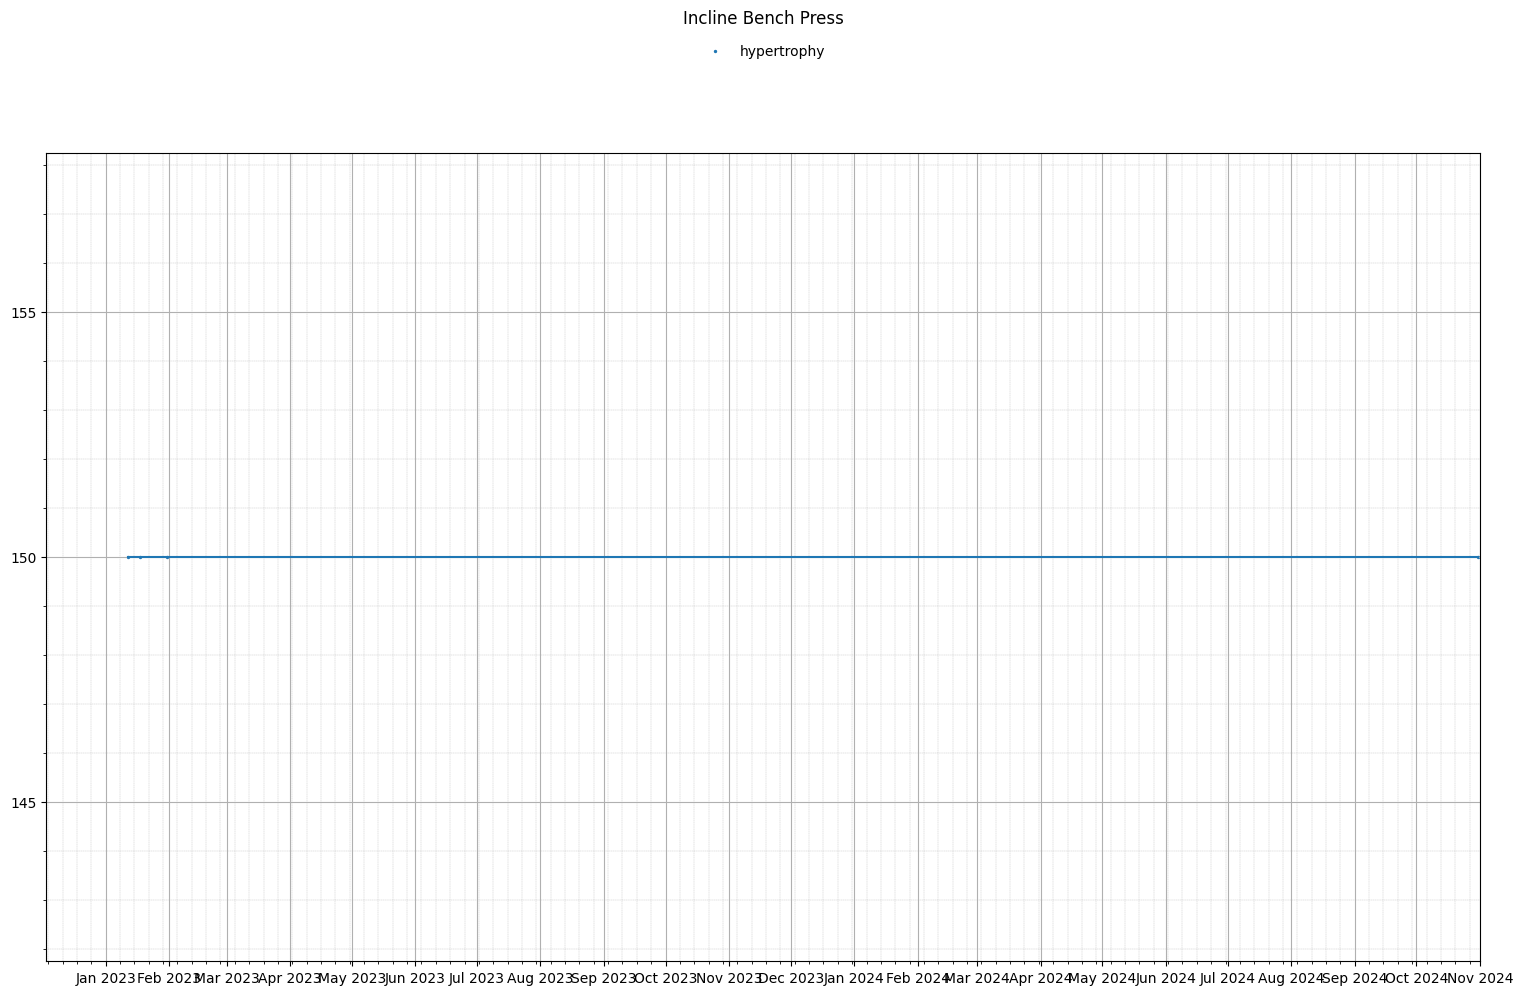 Incline Bench Press
hypertrophy
155
150
145
Jan 2023 Feb 2023 Mar 2023 Apr 2023 May 2023 Jun 2023 Jul 2023 Aug 2023 Sep 2023 Oct 2023 Nov 2023 Dec 2023 Jan 2024 Feb 2024 Mar 2024 Apr 2024 May 2024 Jun 2024 Jul 2024 Aug 2024 Sep 2024 Oct 2024 Nov 2024